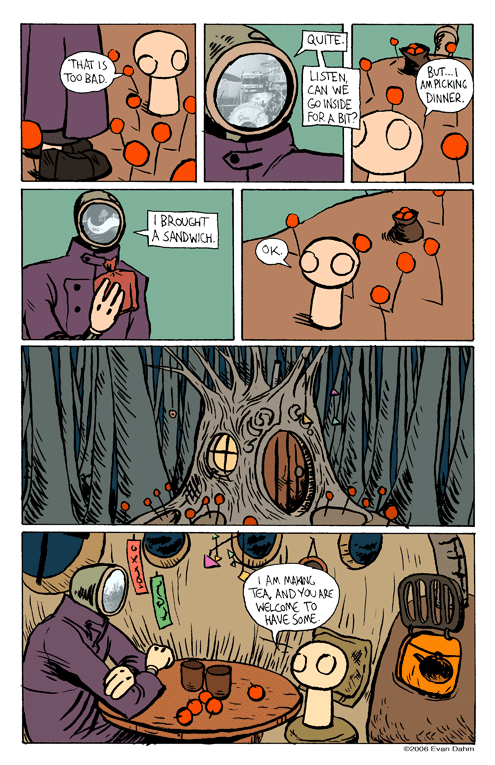 THAT IS
TOO BAD.
QUITE.
LISTEN,
CAN WE
GO INSIDE
FOR A BIT?
BUT... I
AM PICKING
DINNER.
I BROUGHT
A SANDWICH.
OK.
I AM MAKING
TEA, AND YOU ARE
WELCOME TO
HAVE SOME.
©2006 Evan Dahm